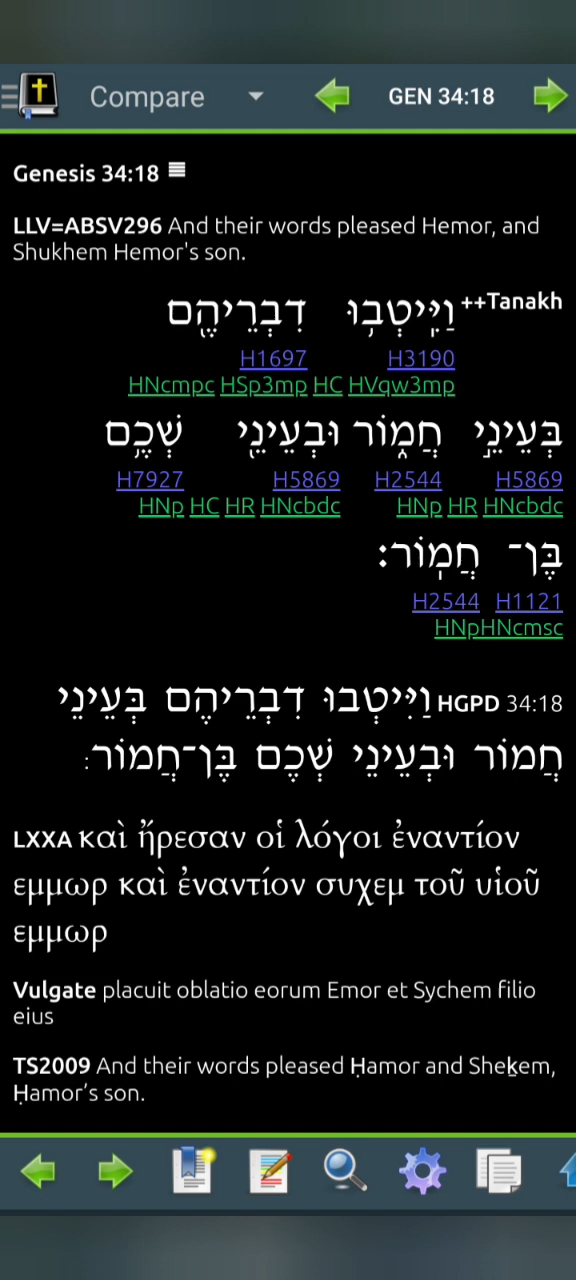 Compare
GEN 34:18
Genesis 34:18
LLV=ABSV296 And their words pleased Hemor, and
Shukhem Hemor's son.
++Tanakh וַיִּֽיטְב֥וּ דִבְרֵיהֶ֖ם
H3190 H1697
HNcmpc HSp3mp HC HVqw3mp
בְּעֵינֵ֣י חֲמ֑וֹר וּבְעֵינֵ֖י שְׁכֶ֥ם
H5869 H2544 H5869 H7927
HNp HC HR HNcbdc HNp HR HNcbdc
בֶּן־ חֲמֽוֹר׃
H1121 H2544
HNpHNcmsc
HGPD 34:18 וַיִּיטְבוּ דִבְרֵיהֶם בְּעֵינֵי
חֲמוֹר וּבְעֵינֵי שְׁכֶם בֶּן־חֲמוֹר:
LXXA καὶ ἤρεσαν οἱ λόγοι ἐναντίον
εμμωρ καὶ ἐναντίον συχεμ τοῦ υἱοῦ
εμμωρ
Vulgate placuit oblatio eorum Emor et Sychem filio
eius
TS2009 And their words pleased Ḥamor and Sheḵem,
Ḥamor’s son.